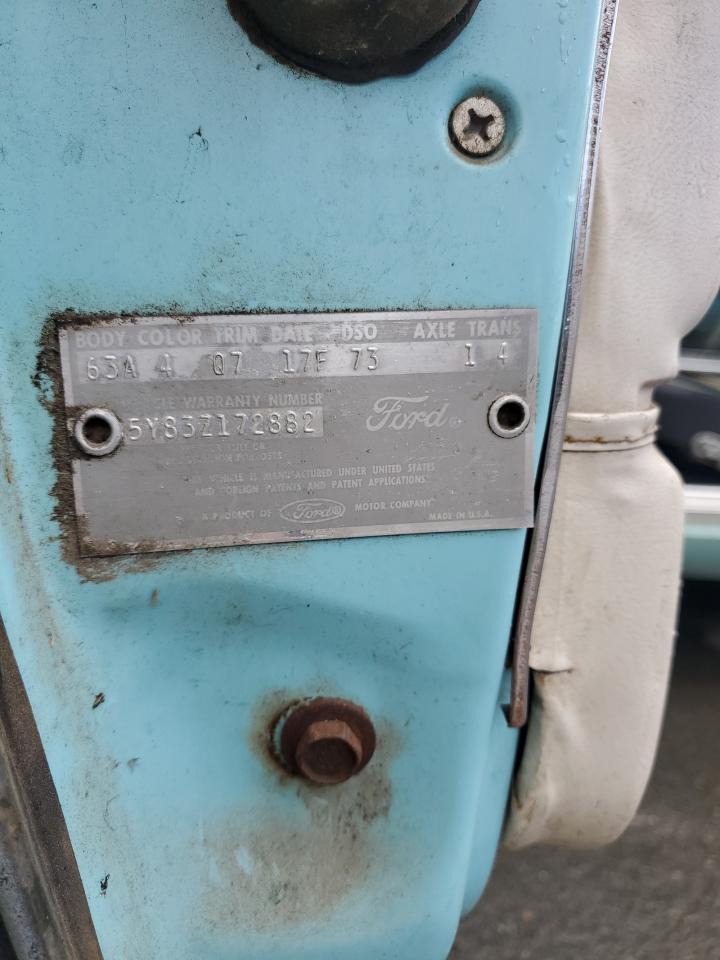 BODY COLOR TRIM DATE DSO AXLE TRANS
63A 4 Q7 17F 73 1 4
WARRANTY NUMBER
5Y83Z172882
Ford
VEHICLE IS MANUFACTURED UNDER UNITED STATES
AND FOREIGN PATENTS AND PATENT APPLICATIONS.
A PRODUCT OF Ford MOTOR COMPANY
MADE IN U.S.A.